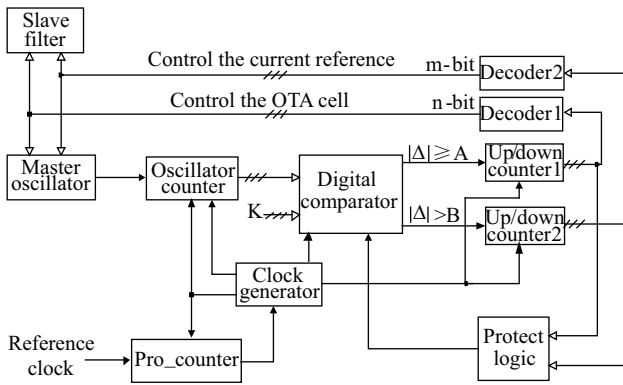 Slave
filter
Control the current reference
m-bit
Decoder2
Control the OTA cell
n-bit
Decoder1
Master
oscillator
Oscillator
counter
K
Digital
comparator
|Δ| ⩾ A
Up/down
counter1
|Δ| >B
Up/down
counter2
Clock
generator
Reference
clock
Pro_counter
Protect
logic